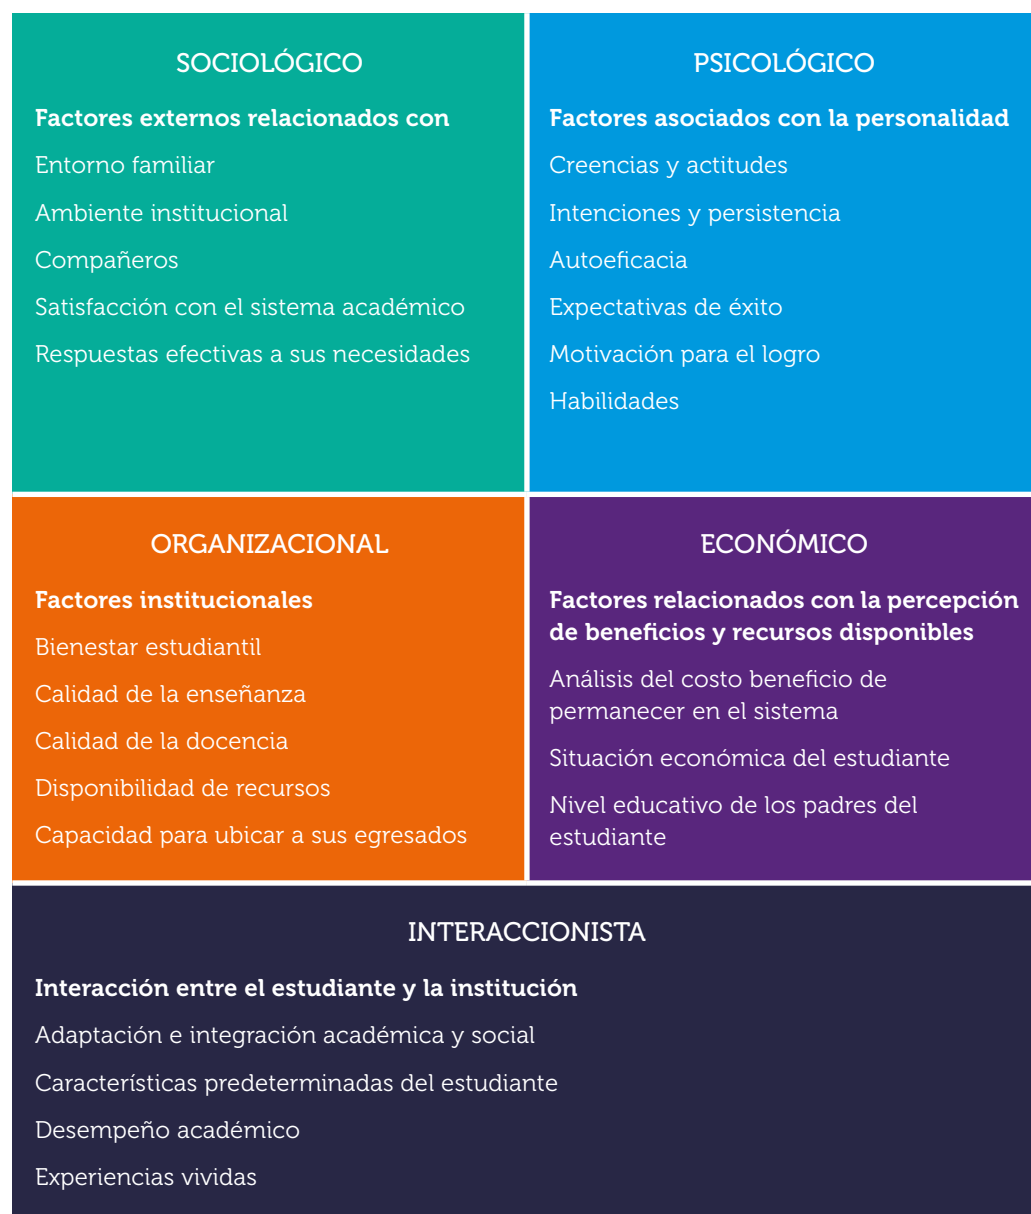 SOCIOLÓGICO
Factores externos relacionados con
Entorno familiar
Ambiente institucional
Compañeros
Satisfacción con el sistema académico
Respuestas efectivas a sus necesidades
PSICOLÓGICO
Factores asociados con la personalidad
Creencias y actitudes
Intenciones y persistencia
Autoeficacia
Expectativas de éxito
Motivación para el logro
Habilidades
ORGANIZACIONAL
Factores institucionales
Bienestar estudiantil
Calidad de la enseñanza
Calidad de la docencia
Disponibilidad de recursos
Capacidad para ubicar a sus egresados
ECONÓMICO
Factores relacionados con la percepción
de beneficios y recursos disponibles
Análisis del costo beneficio de
permanecer en el sistema
Situación económica del estudiante
Nivel educativo de los padres del
estudiante
INTERACCIONISTA
Interacción entre el estudiante y la institución
Adaptación e integración académica y social
Características predeterminadas del estudiante
Desempeño académico
Experiencias vividas